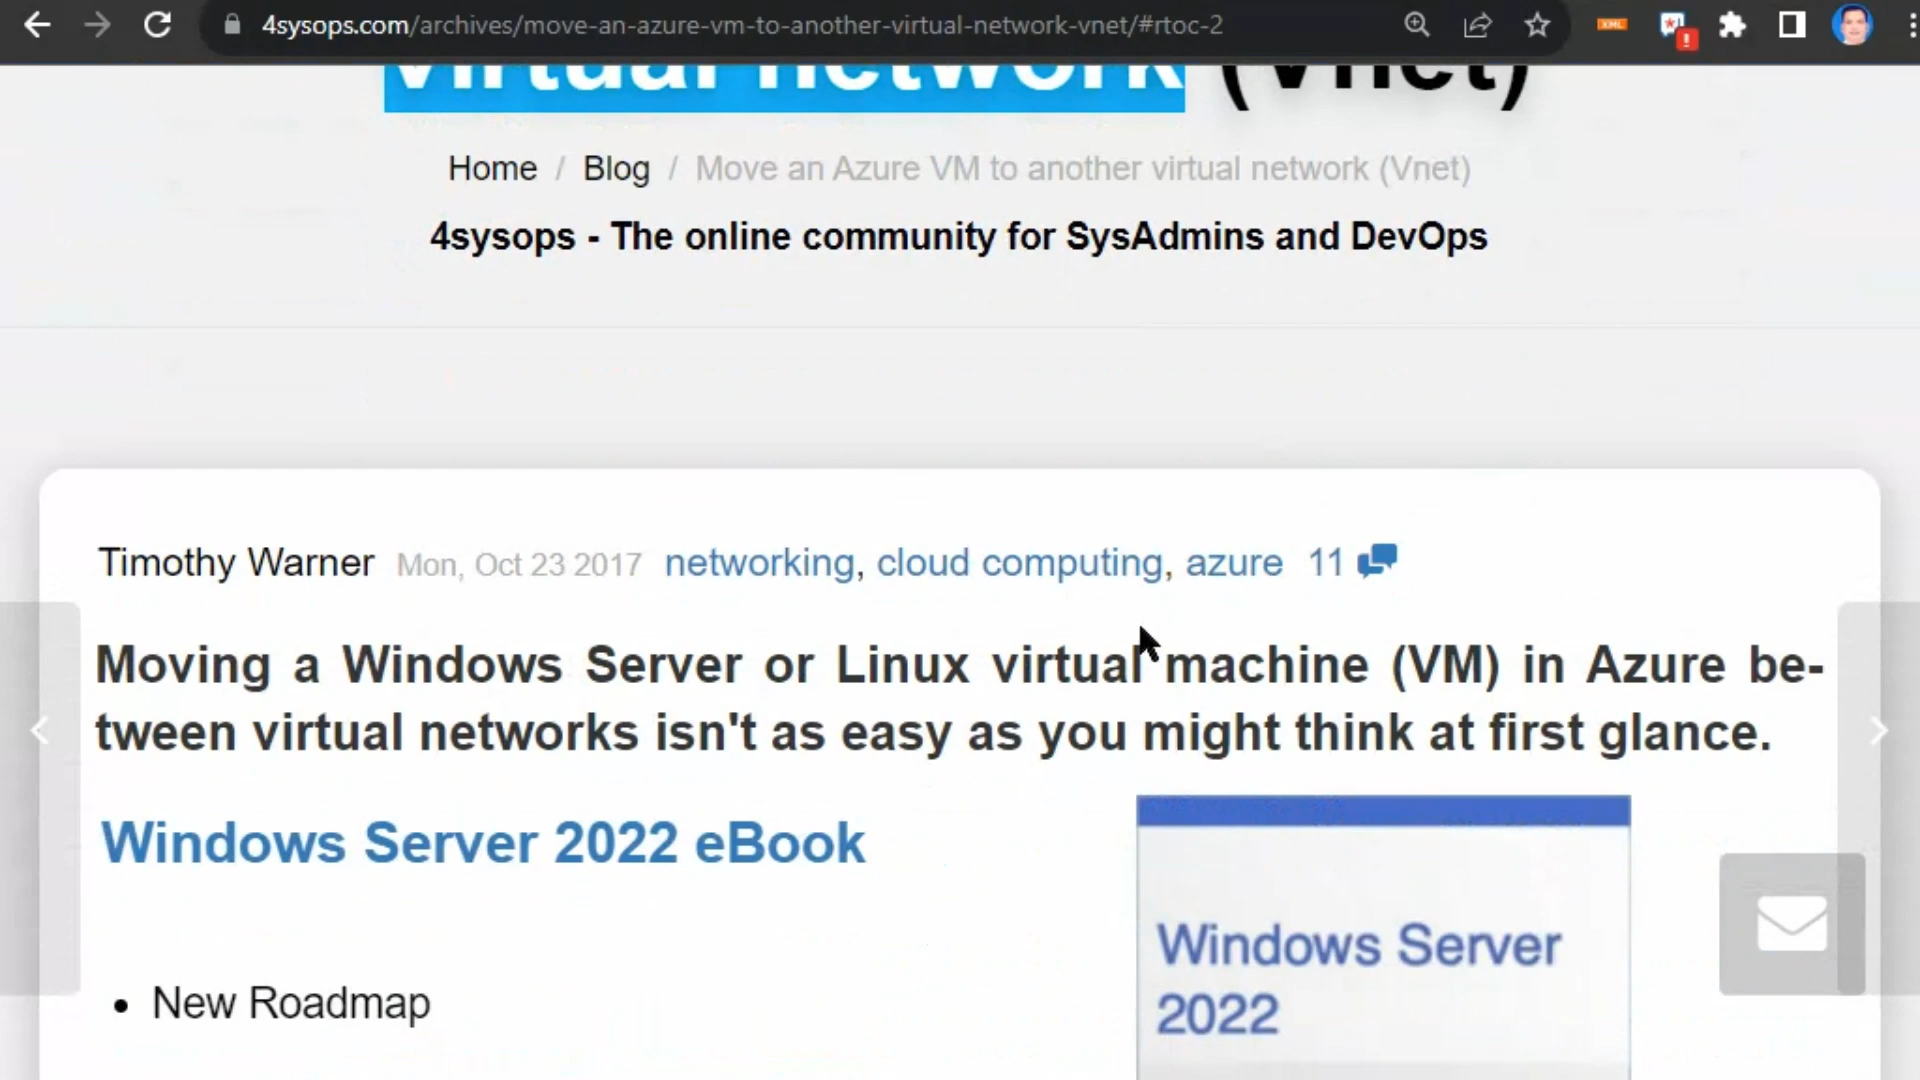 4sysops.com/archives/move-an-azure-vm-to-another-virtual-network-vnet/#rtoc-2
XML
virtual network (Vnet)
Home / Blog / Move an Azure VM to another virtual network (Vnet)
4sysops - The online community for SysAdmins and DevOps
Timothy Warner Mon, Oct 23 2017 networking, cloud computing, azure 11
Moving a Windows Server or Linux virtual machine (VM) in Azure be-
tween virtual networks isn't as easy as you might think at first glance.
Windows Server 2022 eBook
Windows Server
2022
• New Roadmap